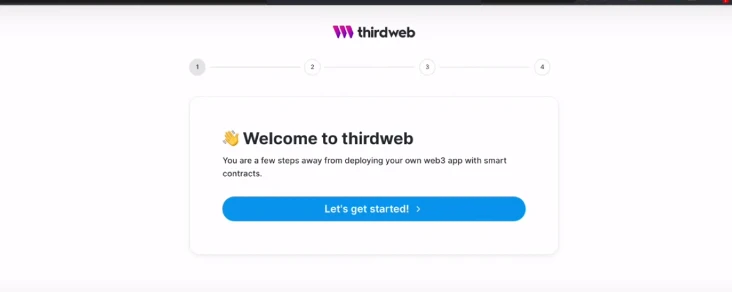 thirdweb
1 2 3 4
👋 Welcome to thirdweb
You are a few steps away from deploying your own web3 app with smart
contracts.
Let's get started! >